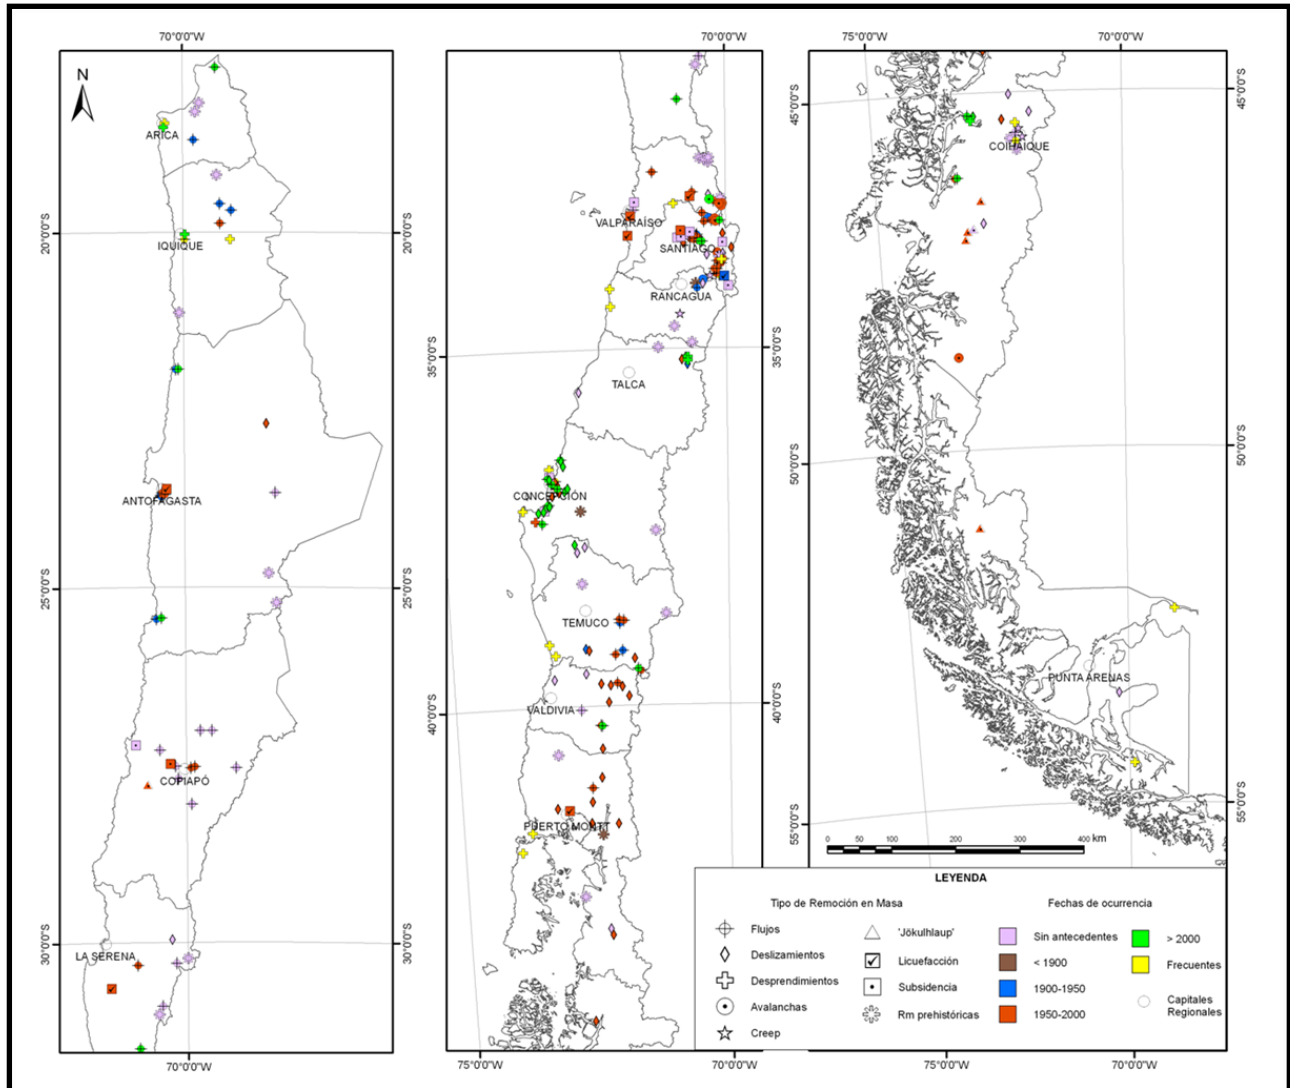 70°0'0"W
70°0'0"W
75°0'0"W
70°0'0"W
N
ARICA
20°0'0"S
IQUIQUE
ANTOFAGASTA
25°0'0"S
25°0'0"S
COPIAPÓ
30°0'0"S
30°0'0"S
LA SERENA
70°0'0"W
20°0'0"S
VALPARAÍSO
SANTIAGO
RANCAGUA
35°0'0"S
35°0'0"S
TALCA
CONCEPCIÓN
TEMUCO
40°0'0"S
40°0'0"S
VALDIVIA
PUERTO MONTT
75°0'0"W
70°0'0"W
45°0'0"S
45°0'0"S
COIHAIQUE
50°0'0"S
50°0'0"S
PUNTA ARENAS
55°0'0"S
55°0'0"S
0 100 200 300 400 km
75°0'0"W
70°0'0"W
LEYENDA
Tipo de Remoción en Masa
Flujos
Deslizamientos
Desprendimientos
Avalanchas
Creep
'Jökulhlaup'
Licuefacción
Subsidencia
Rm prehistóricas
Fechas de ocurrencia
Sin antecedentes
< 1900
1900-1950
1950-2000
> 2000
Frecuentes
Capitales
Regionales